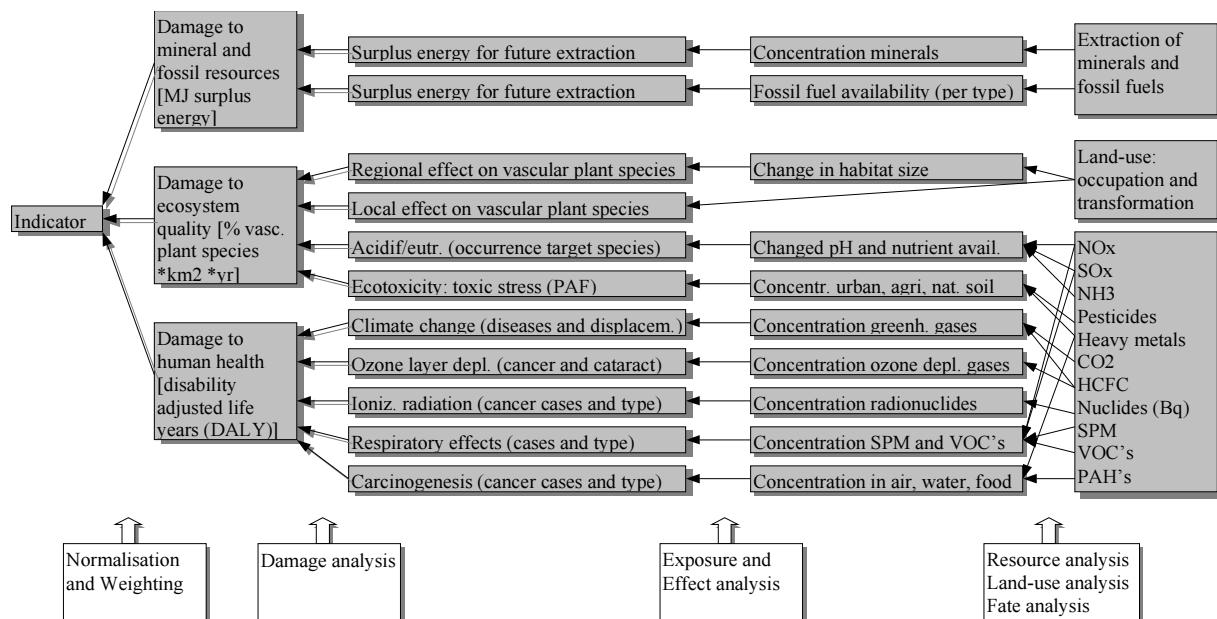 Damage to
mineral and
fossil resources
[MJ surplus
energy]
Surplus energy for future extraction
Concentration minerals
Extraction of
minerals and
fossil fuels
Surplus energy for future extraction
Fossil fuel availability (per type)
Indicator
Damage to
ecosystem
quality [% vasc.
plant species
*km2 *yr]
Regional effect on vascular plant species
Change in habitat size
Land-use:
occupation and
transformation
Local effect on vascular plant species
Acidif/eutr. (occurrence target species)
Changed pH and nutrient avail.
Ecotoxicity: toxic stress (PAF)
Concentr. urban, agri, nat. soil
Damage to
human health
[disability
adjusted life
years (DALY)]
Climate change (diseases and displacem.)
Concentration greenh. gases
Ozone layer depl. (cancer and cataract)
Concentration ozone depl. gases
Ioniz. radiation (cancer cases and type)
Concentration radionuclides
Respiratory effects (cases and type)
Concentration SPM and VOC’s
Carcinogenesis (cancer cases and type)
Concentration in air, water, food
NOx
SOx
NH3
Pesticides
Heavy metals
CO2
HCFC
Nuclides (Bq)
SPM
VOC’s
PAH’s
Normalisation
and Weighting
Damage analysis
Exposure and
Effect analysis
Resource analysis
Land-use analysis
Fate analysis